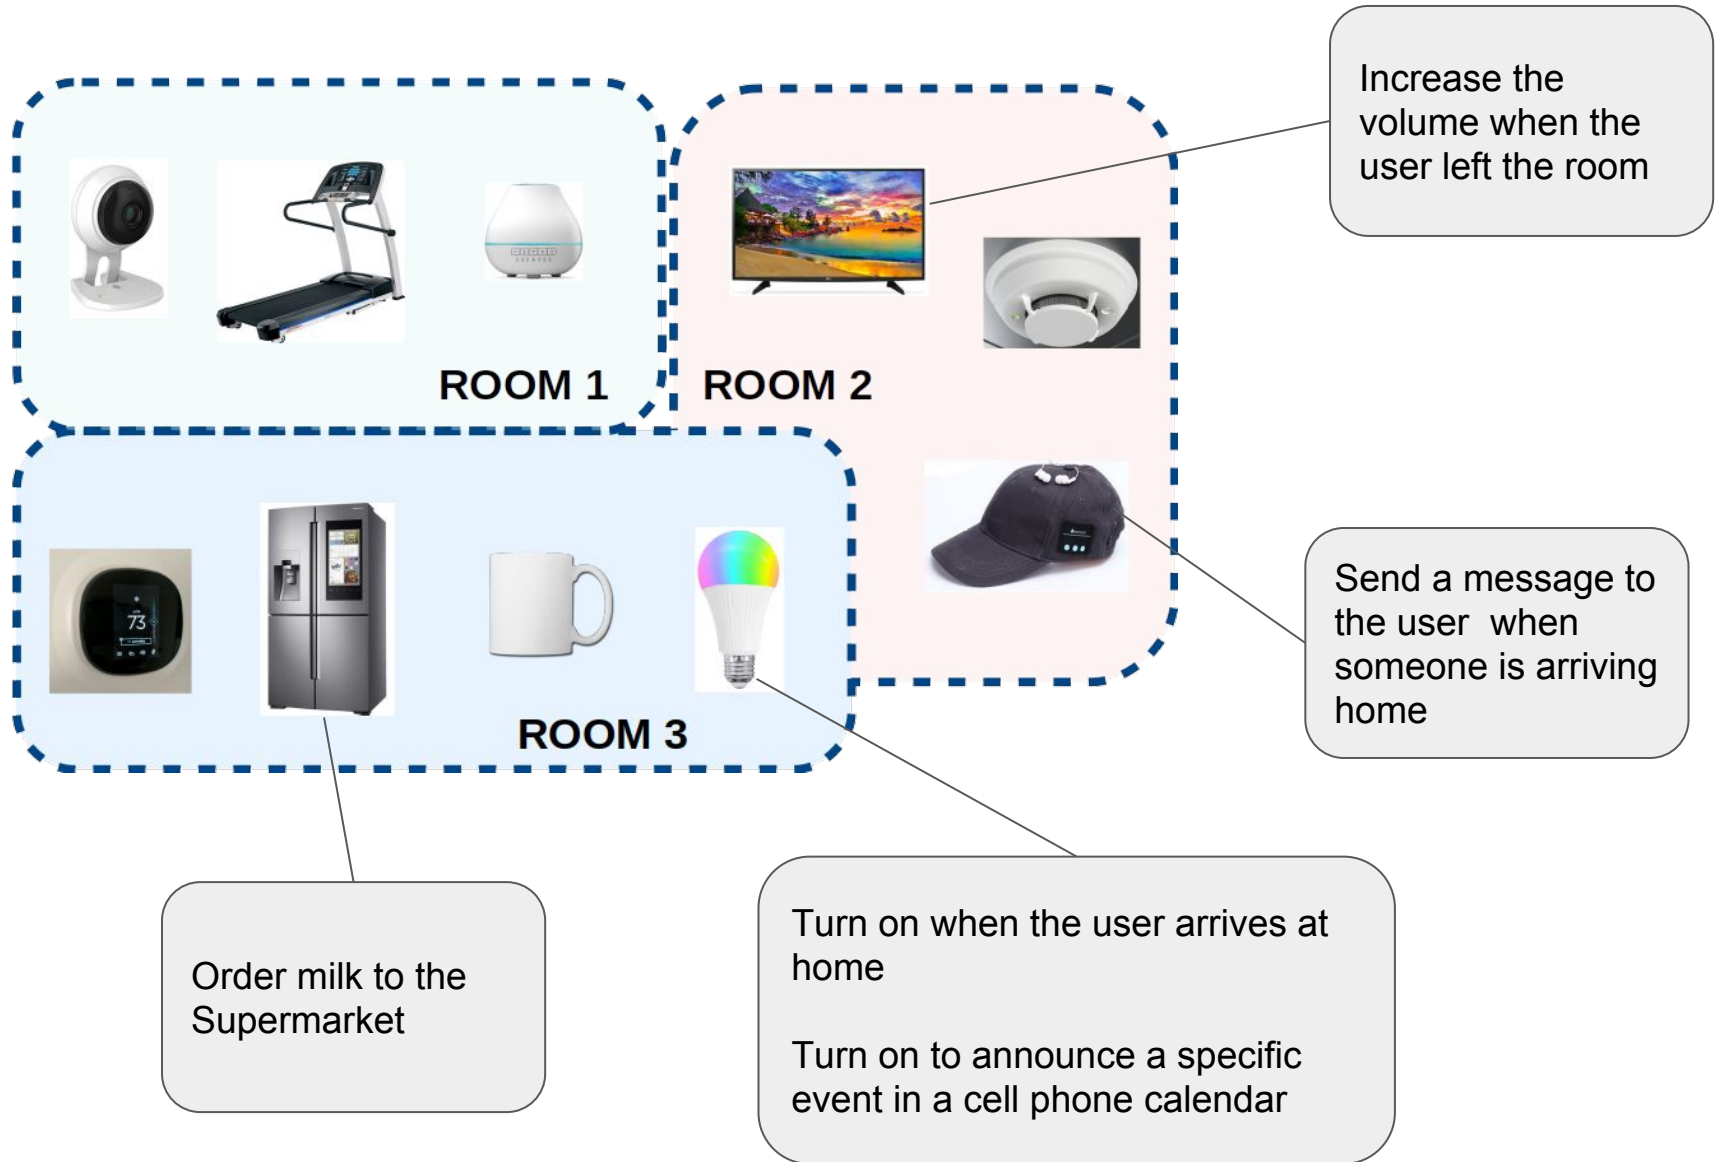 Increase the
volume when the
user left the room
ROOM 1
ROOM 2
73
Send a message to
the user  when
someone is arriving
home
ROOM 3
Order milk to the
Supermarket
Turn on when the user arrives at
home
Turn on to announce a specific
event in a cell phone calendar